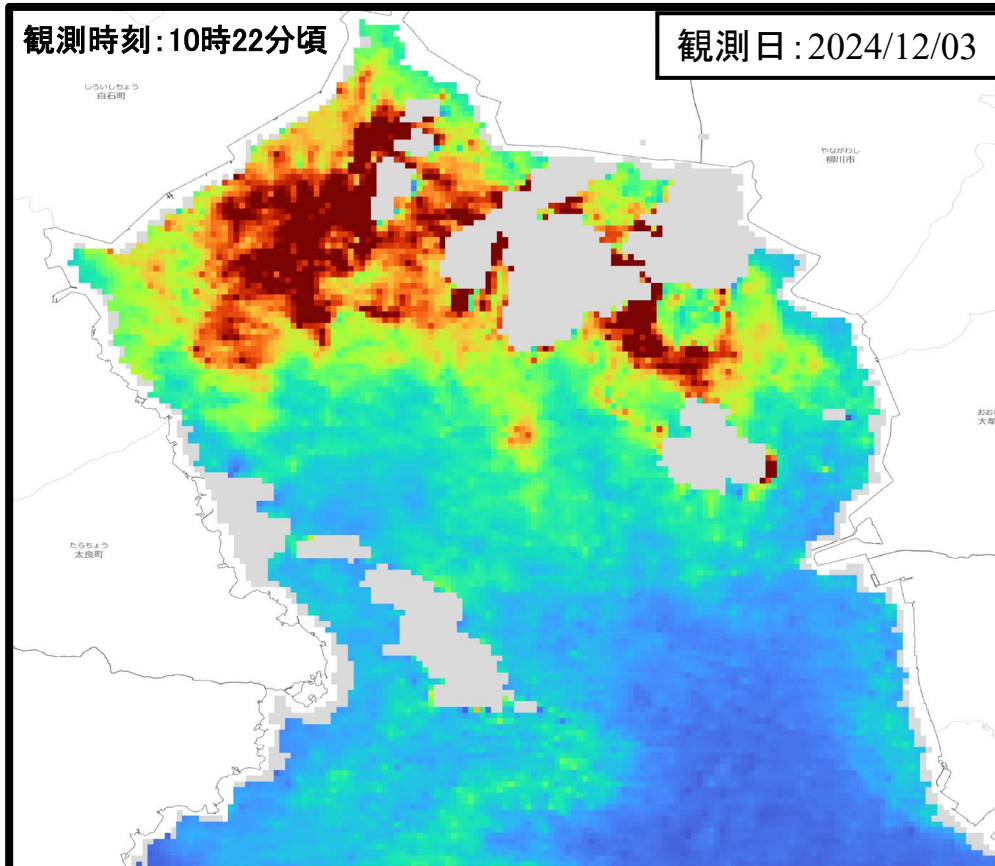 観測時刻:10時22分頃
観測日:2024/12/03
しろいしちょう
白石町
やながわし
柳川市
おお
大牟
たらちょう
太良町